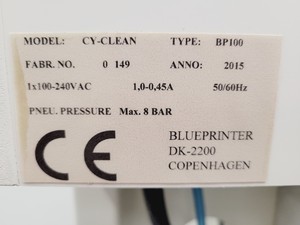 MODEL: CY-CLEAN TYPE: BP100
FABR. NO. 0 149 ANNO: 2015
1x100-240VAC 1,0-0,45A 50/60Hz
PNEU. PRESSURE Max. 8 BAR
CE BLUEPRINTER
DK-2200
COPENHAGEN